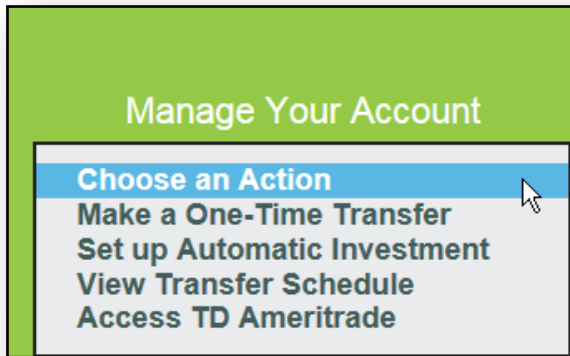 Manage Your Account
Choose an Action
Make a One-Time Transfer
Set up Automatic Investment
View Transfer Schedule
Access TD Ameritrade